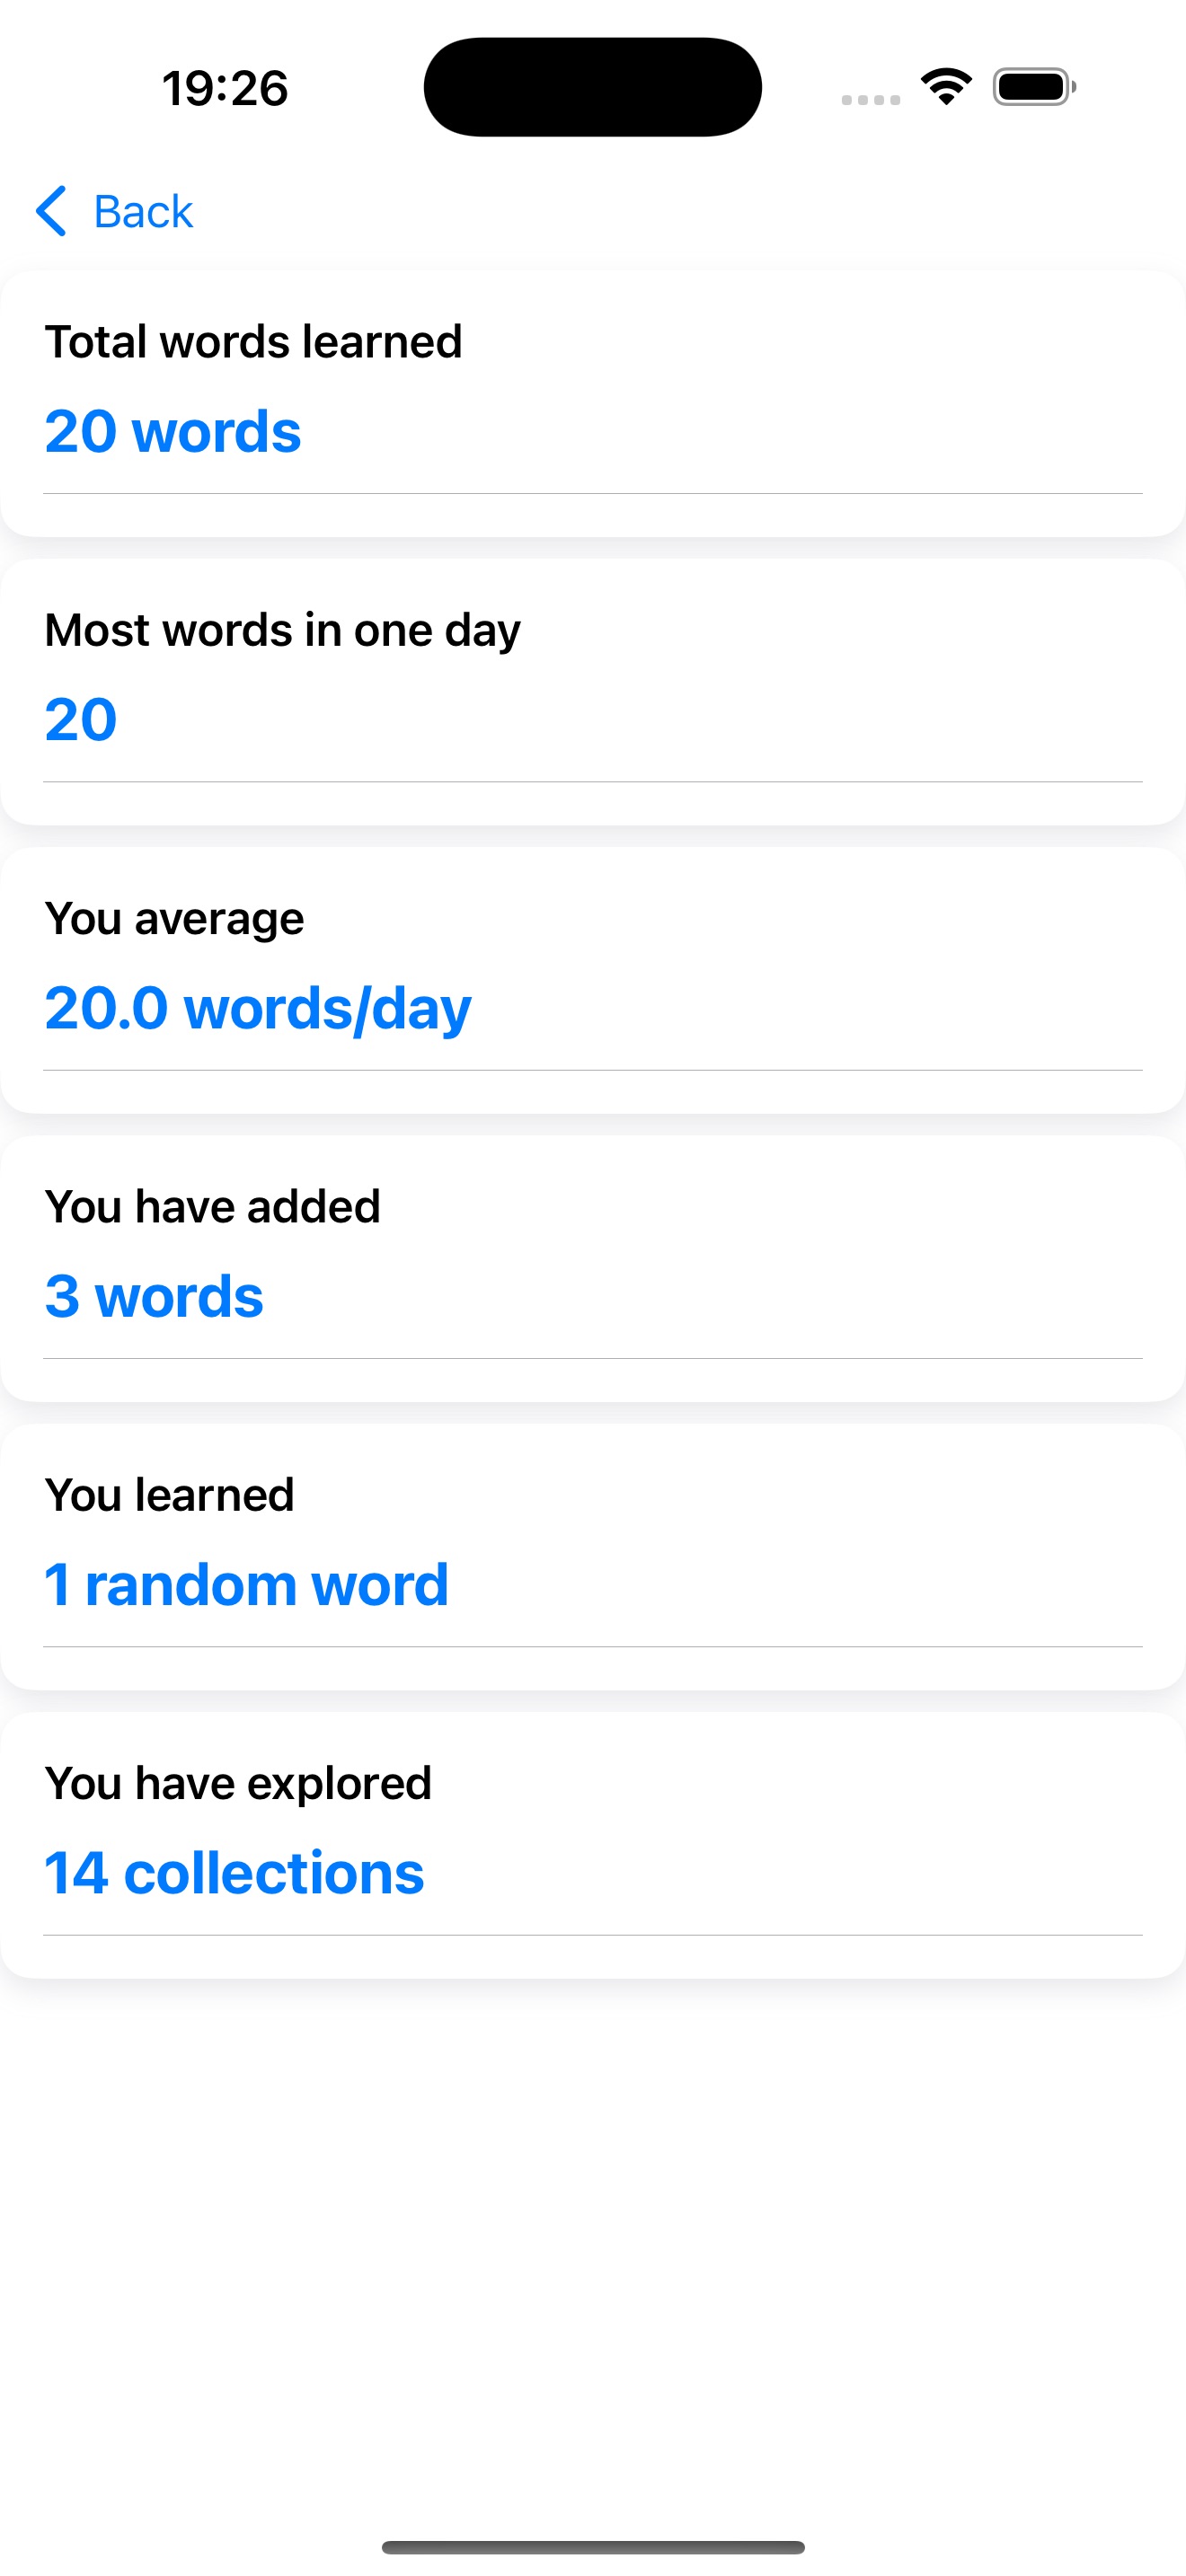 19:26
Back
Total words learned
20 words
Most words in one day
20
You average
20.0 words/day
You have added
3 words
You learned
1 random word
You have explored
14 collections